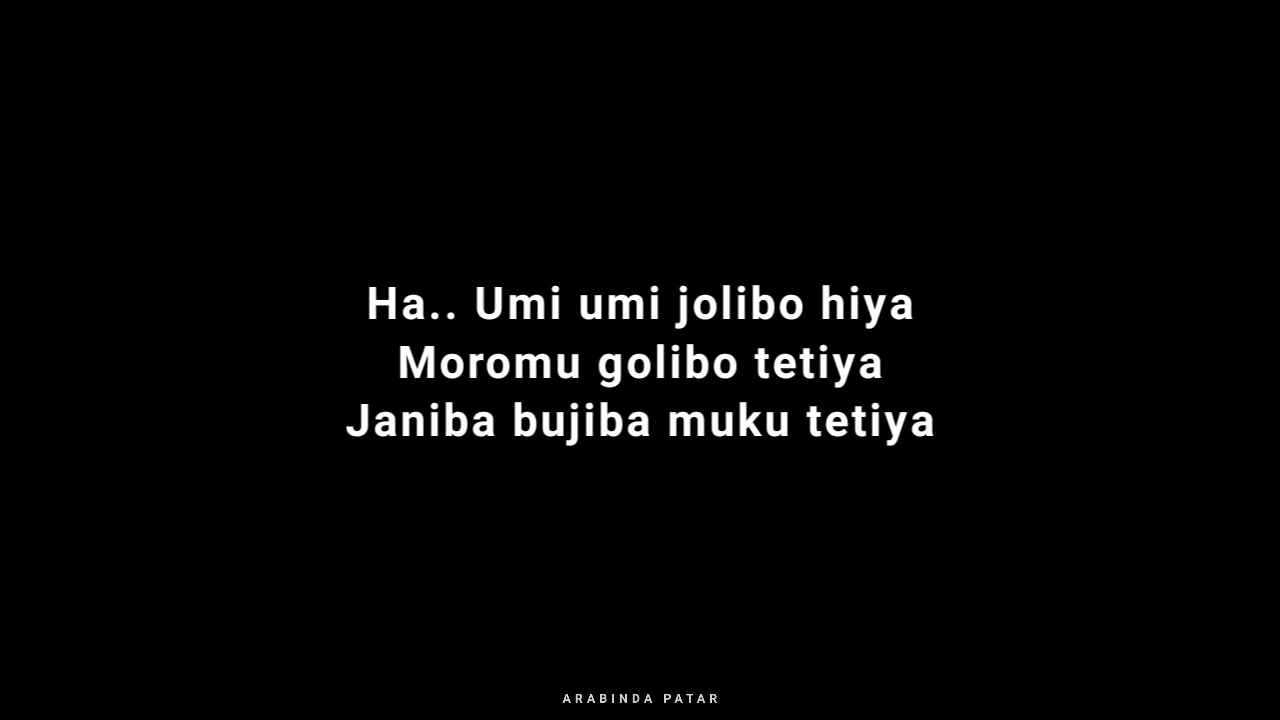 Ha.. Umi umi jolibo hiya
Moromu golibo tetiya
Janiba bujiba muku tetiya
ARABINDA PATAR